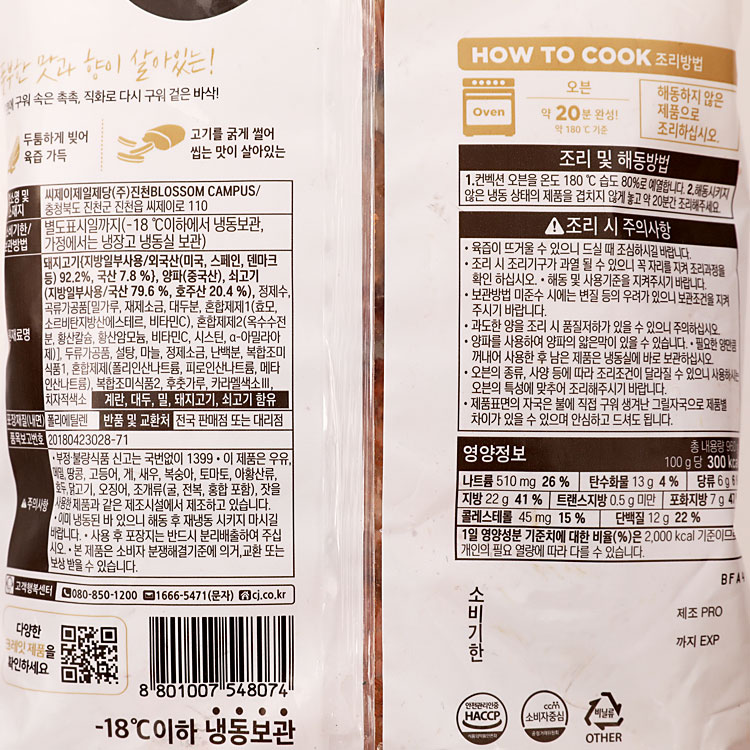 맛과 향이 살아있는!
구워 속은 촉촉, 직화로 다시 구워 겉은 바삭!
두툼하게 빚어
육즙 가득
고기를 굵게 썰어
씹는 맛이 살아있는
씨제이제일제당(주)진천BLOSSOM CAMPUS/
충청북도 진천군 진천읍 씨제이로 110
보관방법
별도표시일까지(-18 ℃이하에서 냉동보관,
가정에서는 냉장고 냉동실 보관)
돼지고기(지방일부사용/외국산(미국, 스페인, 덴마크
등) 92.2%, 국산 7.8 %), 양파(중국산), 쇠고기
(지방일부사용/국산 79.6 %, 호주산 20.4 %), 정제수,
곡류가공품[밀가루, 재제소금, 대두분, 혼합제제1(효모,
소르비탄지방산에스테르, 비타민C), 혼합제제2(옥수수전
분, 황산칼슘, 황산암모늄, 비타민C, 시스틴, α-아밀라아
제)], 두류가공품, 설탕, 마늘, 정제소금, 난백분, 복합조미
식품1, 혼합제제(폴리인산나트륨, 피로인산나트륨, 메타
인산나트륨), 복합조미식품2, 후춧가루, 카라멜색소Ⅲ,
치자적색소 계란, 대두, 밀, 돼지고기, 쇠고기 함유
포장재질(내면) 폴리에틸렌 반품 및 교환처 전국 판매점 또는 대리점
품목보고번호 20180423028-71
주의사항
• 부정·불량식품 신고는 국번없이 1399 • 이 제품은 우유,
메밀, 땅콩, 고등어, 게, 새우, 복숭아, 토마토, 아황산류,
호두, 닭고기, 오징어, 조개류(굴, 전복, 홍합 포함), 잣을
사용한 제품과 같은 제조시설에서 제조하고 있습니다.
• 이미 냉동된 바 있으니 해동 후 재냉동 시키지 마시길
바랍니다. • 사용 후 포장지는 반드시 분리배출하여 주십
시오. • 본 제품은 소비자 분쟁해결기준에 의거,교환 또는
보상 받을 수 있습니다.
고객행복센터 080-850-1200 1666-5471(문자) cj.co.kr
다양한
크레잇 제품을
확인하세요
8 801007 548074
-18℃이하 냉동보관
HOW TO COOK 조리방법
Oven
오븐
약 20분 완성!
약 180℃ 기준
해동하지 않은
제품으로
조리하십시오.
조리 및 해동방법
1.컨벡션 오븐을 온도 180 ℃ 습도 80%로 예열합니다. 2.해동시키지
않은 냉동 상태의 제품을 겹치지 않게 놓고 약 20분간 조리해주세요.
조리 시 주의사항
• 육즙이 뜨거울 수 있으니 드실 때 조심하시길 바랍니다.
• 조리 시 조리기구가 과열 될 수 있으니 꼭 자리를 지켜 조리과정을
확인 하십시오. • 해동 및 사용기준을 지켜주시기 바랍니다.
• 보관방법 미준수 시에는 변질 등의 우려가 있으니 보관조건을 지켜
주시기 바랍니다.
• 과도한 양을 조리 시 품질저하가 있을 수 있으니 주의하십시오.
• 양파를 사용하여 양파의 얇은막이 있을 수 있습니다. • 필요한 양만큼
꺼내어 사용한 후 남은 제품은 냉동실에 바로 보관하십시오.
• 오븐의 종류, 사양 등에 따라 조리조건이 달라질 수 있으니 사용하시는
오븐의 특성에 맞추어 조리해주시기 바랍니다.
• 제품표면의 자국은 불에 직접 구워 생겨난 그릴자국으로 제품별
차이가 있을 수 있으며 안심하고 드셔도 됩니다.
영양정보
총 내용량
100 g 당 300 kcal
나트륨 510 mg 26 % 탄수화물 13 g 4 % 당류 6 g
지방 22 g 41 % 트랜스지방 0.5 g 미만 포화지방 7 g
콜레스테롤 45 mg 15 % 단백질 12 g 22 %
1일 영양성분 기준치에 대한 비율(%)은 2,000 kcal 기준이므로
개인의 필요 열량에 따라 다를 수 있습니다.
소비기한
제조 PRO
까지 EXP
안전관리인증
HACCP
식품의약품안전처
ccm
소비자중심
공정거래위원회
비닐류
OTHER